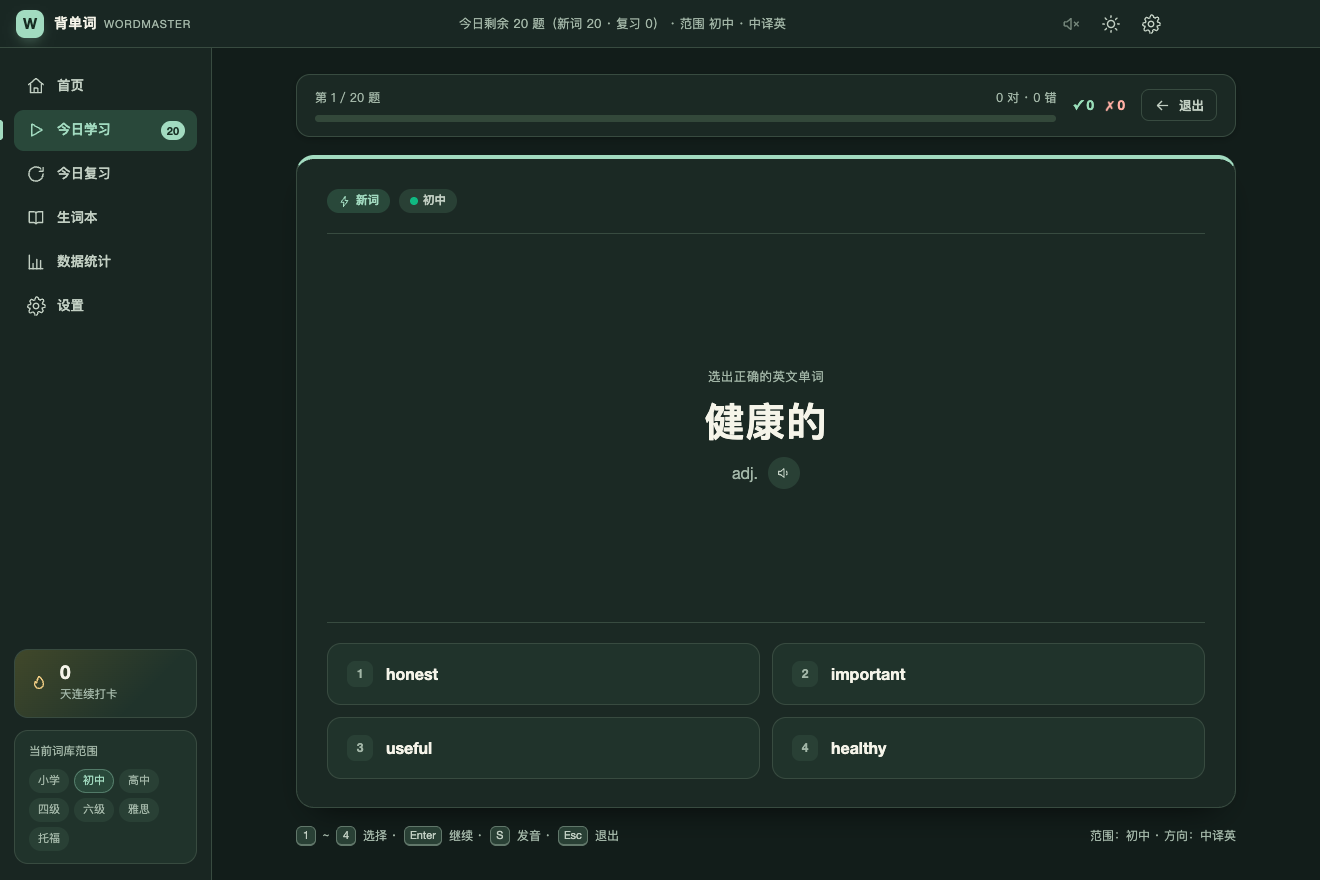 W 背单词 WORDMASTER
今日剩余 20 题（新词 20 · 复习 0） · 范围 初中 · 中译英
首页
今日学习 20
今日复习
生词本
数据统计
设置
0
天连续打卡
当前词库范围
小学 初中 高中
四级 六级 雅思
托福
第 1 / 20 题 0 对 · 0 错 ✓0 ✗0 ← 退出
新词 初中
选出正确的英文单词
健康的
adj.
1 honest
2 important
3 useful
4 healthy
1 ~ 4 选择 · Enter 继续 · S 发音 · Esc 退出
范围：初中 · 方向：中译英